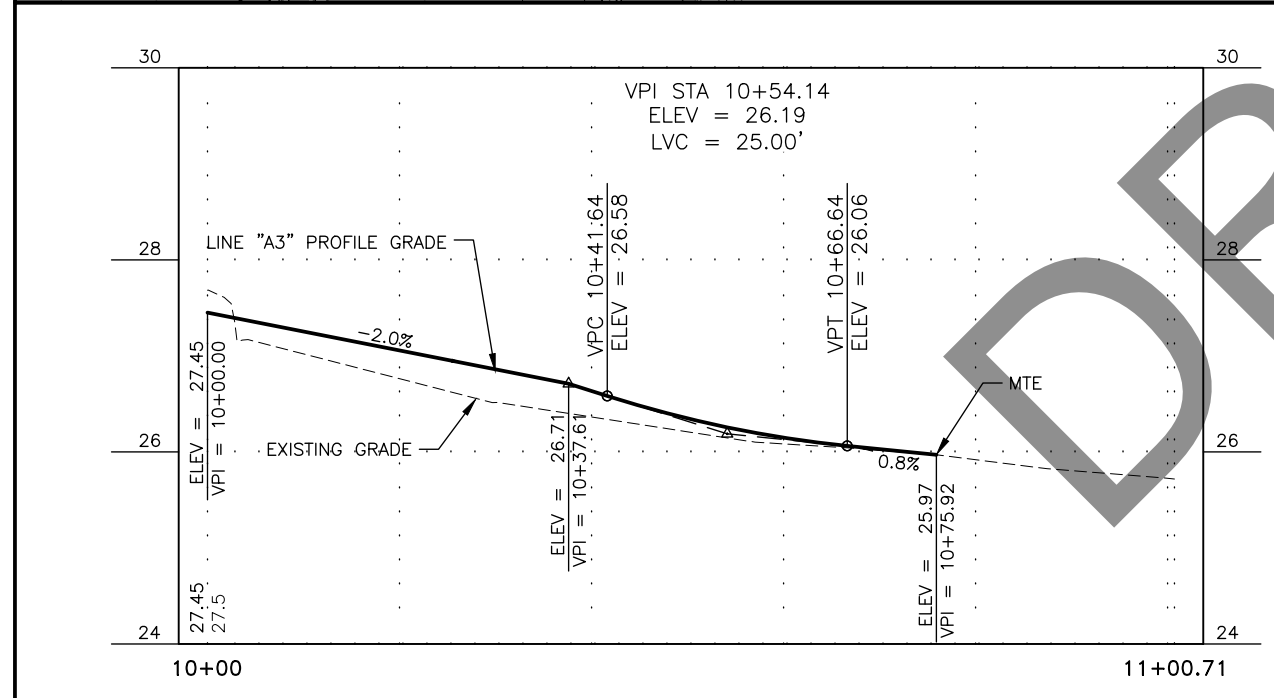 30
30
VPI STA 10+54.14
ELEV = 26.19
LVC = 25.00'
VPC 10+41.64
ELEV = 26.58
VPT 10+66.64
ELEV = 26.06
LINE "A3" PROFILE GRADE
28
28
-2.0%
MTE
ELEV = 27.45
VPI = 10+00.00
EXISTING GRADE
ELEV = 26.71
VPI = 10+37.61
26
26
0.8%
ELEV = 25.97
VPI = 10+75.92
27.45
27.5
24
24
10+00
11+00.71